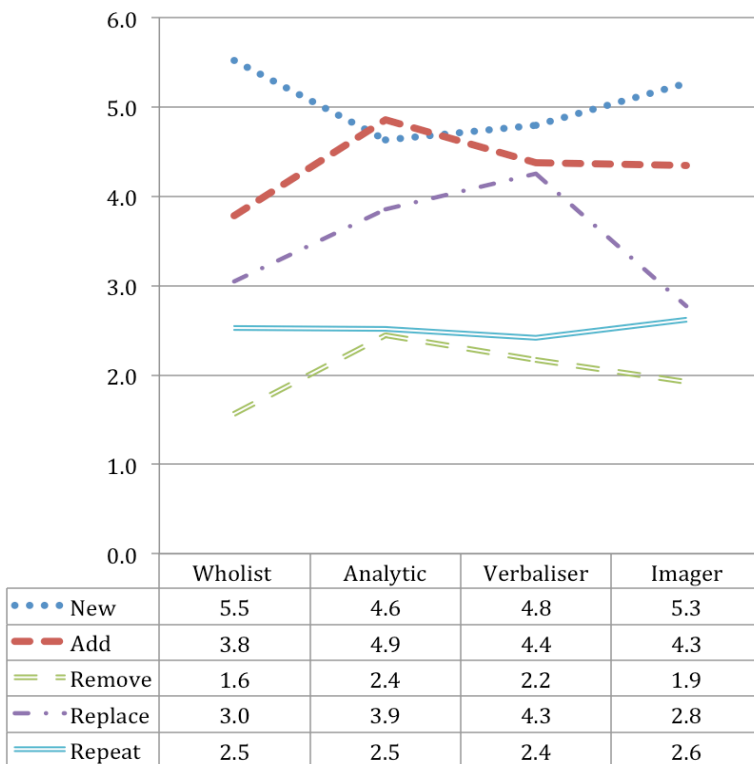 6.0
5.0
4.0
3.0
2.0
1.0
0.0
Wholist Analytic Verbaliser Imager
New 5.5 4.6 4.8 5.3
Add 3.8 4.9 4.4 4.3
Remove 1.6 2.4 2.2 1.9
Replace 3.0 3.9 4.3 2.8
Repeat 2.5 2.5 2.4 2.6